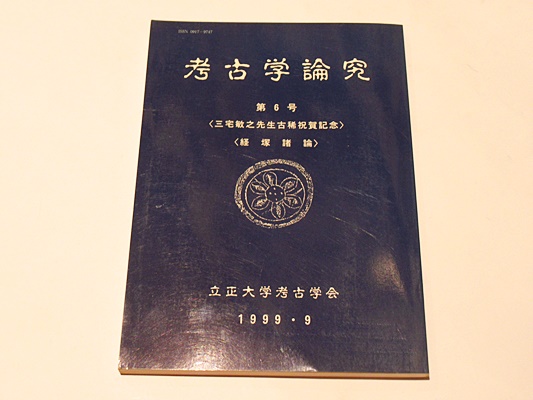 考古学論究
第6号
〈三宅敏之先生古稀祝賀記念〉
〈経塚諸論〉
立正大学考古学会
1999・9